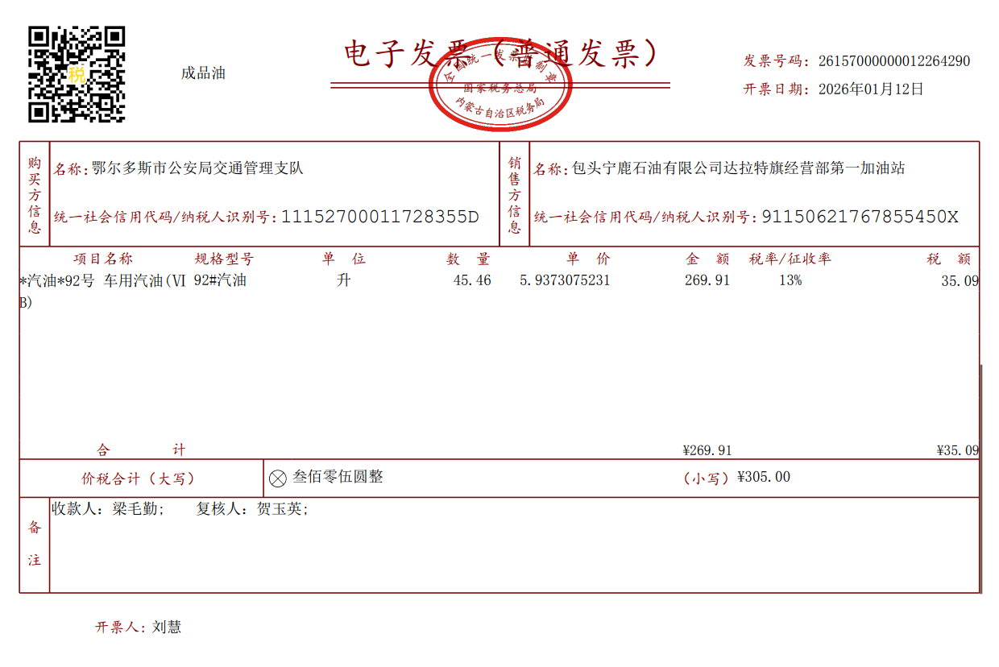 税
成品油
电子发票（普通发票）
全国统一发票监制章
国家税务总局
内蒙古自治区税务局
发票号码：26157000000012264290
开票日期：2026年01月12日
购买方信息
名称：鄂尔多斯市公安局交通管理支队
统一社会信用代码/纳税人识别号：11152700011728355D
销售方信息
名称：包头宁鹿石油有限公司达拉特旗经营部第一加油站
统一社会信用代码/纳税人识别号：91150621767855450X
项目名称 规格型号 单 位 数 量 单 价 金 额 税率/征收率 税 额
*汽油*92号 车用汽油(VI 92#汽油 升 45.46 5.9373075231 269.91 13% 35.09
B)
合 计 ¥269.91 ¥35.09
价税合计（大写） 叁佰零伍圆整 （小写）¥305.00
备注
收款人：梁毛勤; 复核人：贺玉英;
开票人：刘慧